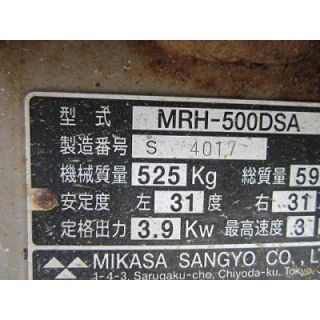 型式 MRH-500DSA
製造番号 S 4017
機械質量 525 Kg 総質量 59
安定度 左 31 度 右 31
定格出力 3.9 Kw 最高速度 3
MIKASA SANGYO CO., L
1-4-3, Sarugaku-cho, Chiyoda-ku, Tokyo,